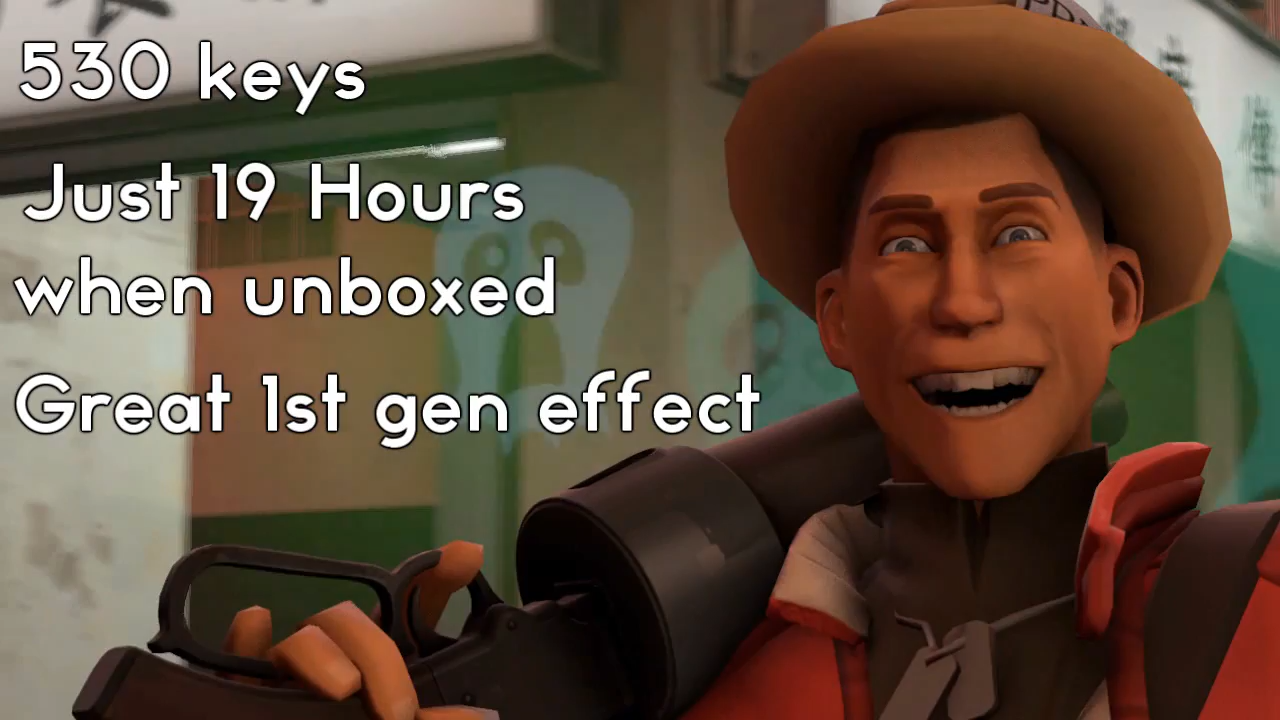 530 keys
Just 19 Hours
when unboxed
Great 1st gen effect